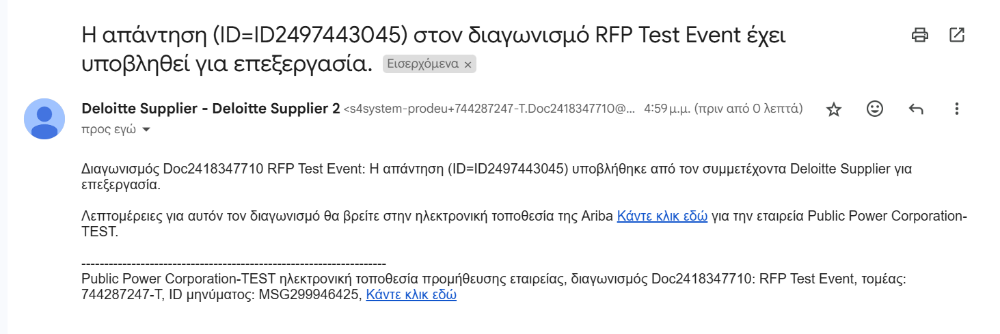 Η απάντηση (ID=ID2497443045) στον διαγωνισμό RFP Test Event έχει
υποβληθεί για επεξεργασία. Εισερχόμενα ×
Deloitte Supplier - Deloitte Supplier 2 <s4system-prodeu+744287247-T.Doc2418347710@... 4:59 μ.μ. (πριν από 0 λεπτά)
προς εγώ
Διαγωνισμός Doc2418347710 RFP Test Event: Η απάντηση (ID=ID2497443045) υποβλήθηκε από τον συμμετέχοντα Deloitte Supplier για
επεξεργασία.
Λεπτομέρειες για αυτόν τον διαγωνισμό θα βρείτε στην ηλεκτρονική τοποθεσία της Ariba Κάντε κλικ εδώ για την εταιρεία Public Power Corporation-
TEST.
-------------------------------------------------------------------
Public Power Corporation-TEST ηλεκτρονική τοποθεσία προμήθευσης εταιρείας, διαγωνισμός Doc2418347710: RFP Test Event, τομέας:
744287247-T, ID μηνύματος: MSG299946425, Κάντε κλικ εδώ